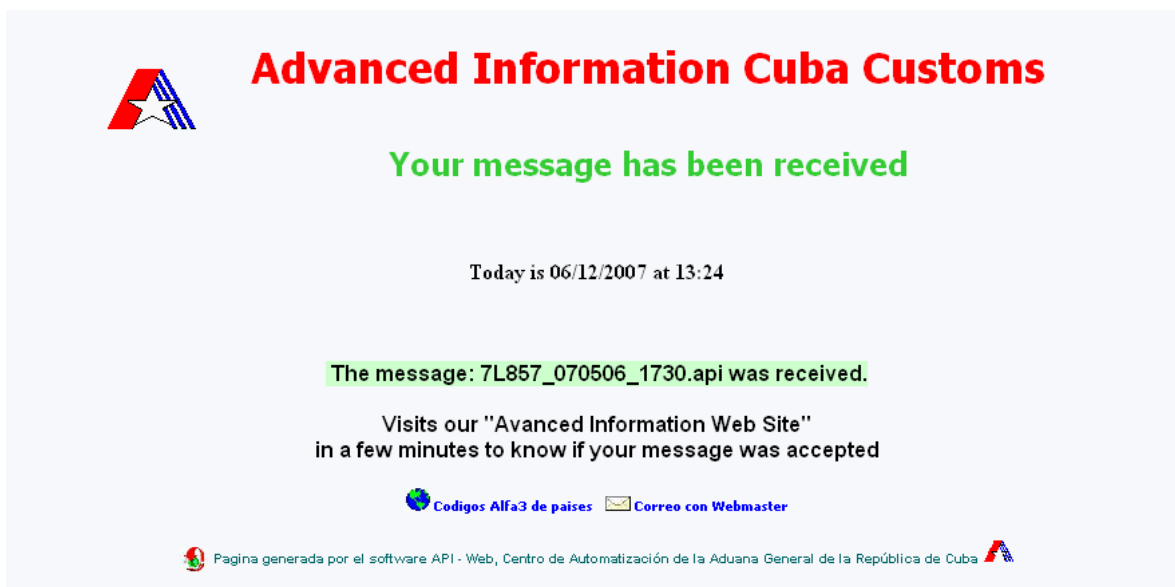 Advanced Information Cuba Customs
Your message has been received
Today is 06/12/2007 at 13:24
The message: 7L857_070506_1730.api was received.
Visits our "Avanced Information Web Site"
in a few minutes to know if your message was accepted
Codigos Alfa3 de paises Correo con Webmaster
Pagina generada por el software API - Web, Centro de Automatización de la Aduana General de la República de Cuba